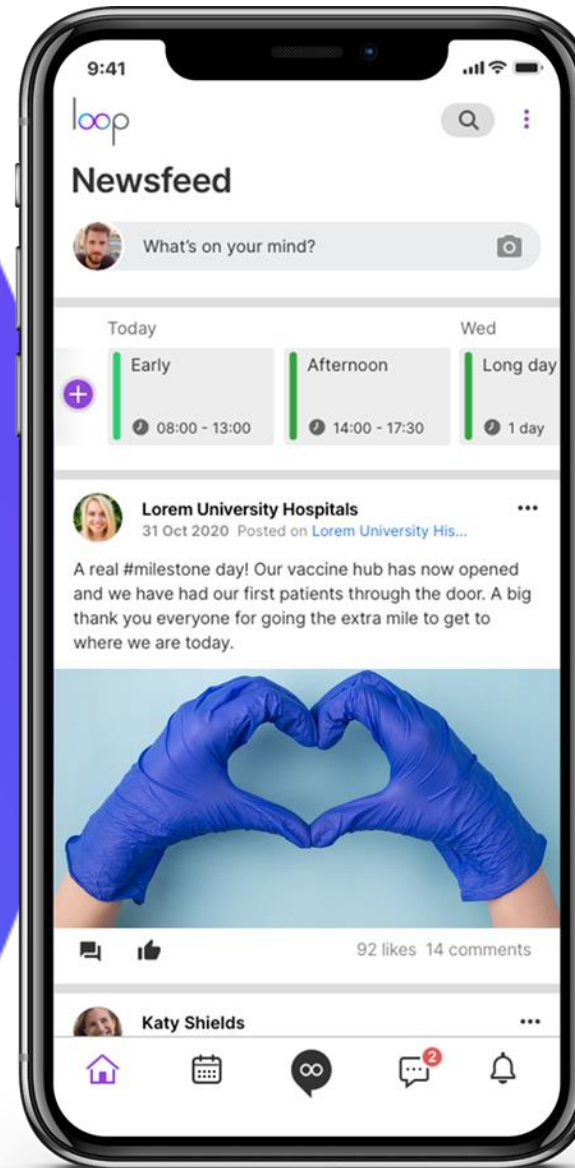 9:41
loop
Newsfeed
What's on your mind?
Today
Wed
Early
Afternoon
Long day
08:00 - 13:00
14:00 - 17:30
1 day
Lorem University Hospitals
31 Oct 2020 Posted on Lorem University His...
A real #milestone day! Our vaccine hub has now opened
and we have had our first patients through the door. A big
thank you everyone for going the extra mile to get to
where we are today.
92 likes 14 comments
Katy Shields
2